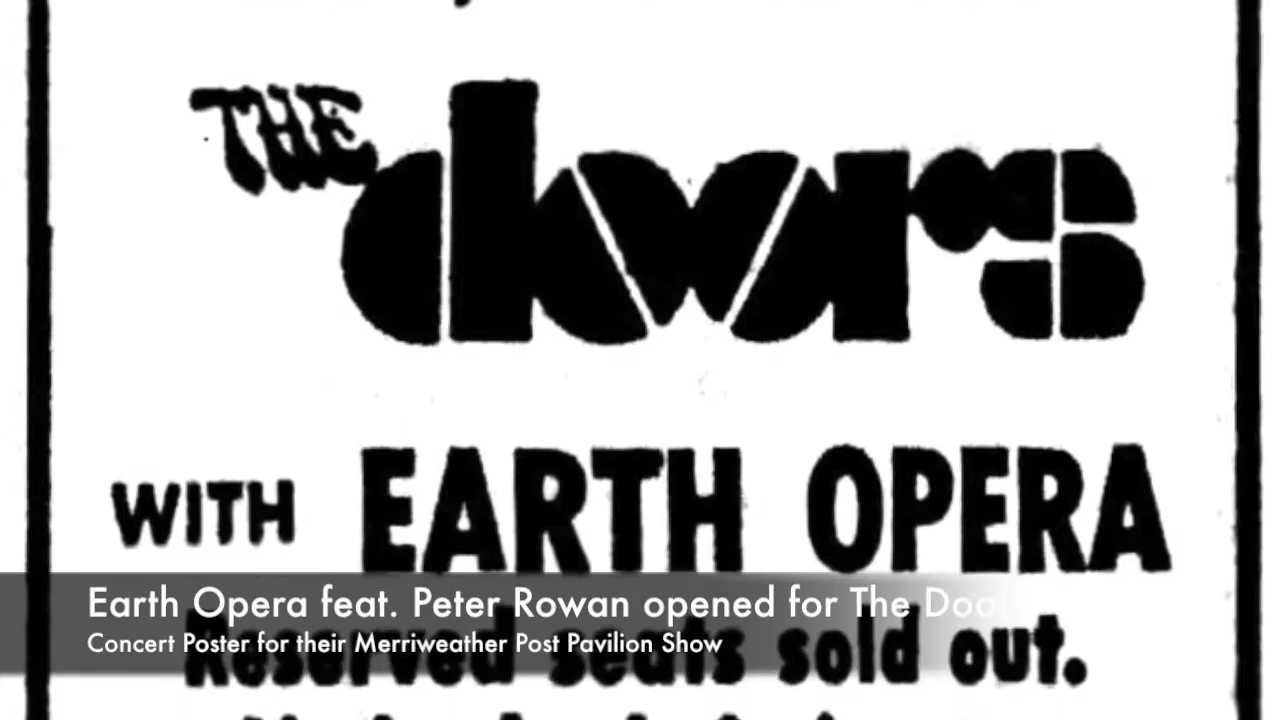 THE doors
WITH EARTH OPERA
Earth Opera feat. Peter Rowan opened for The Doo
Concert Poster for their Merriweather Post Pavilion Show
Reserved seats sold out.